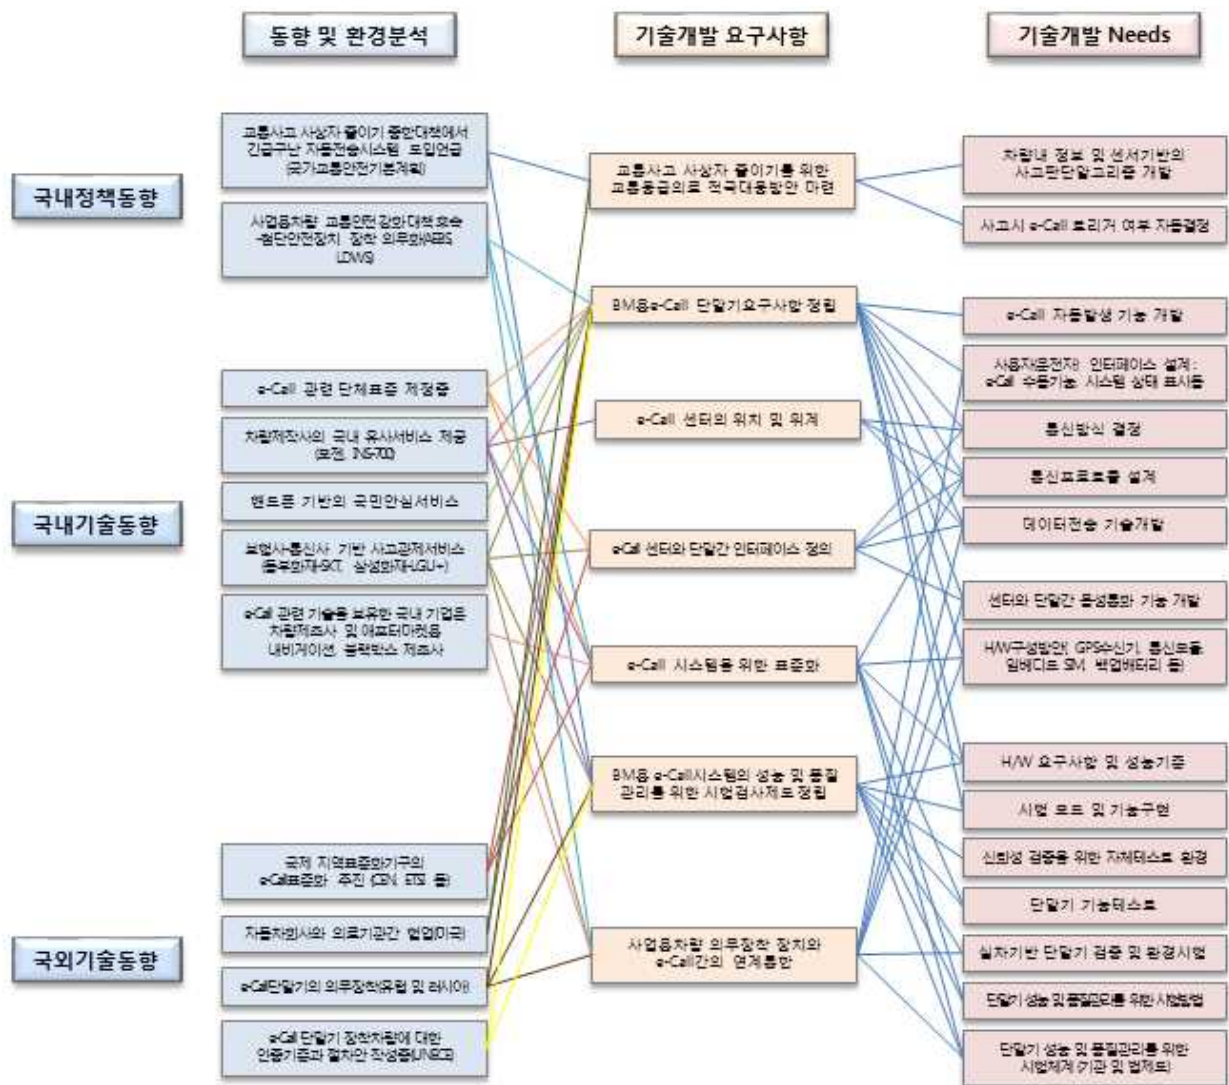 동향 및 환경분석
기술개발 요구사항
기술개발 Needs
국내정책동향
교통사고 사상자 줄이기 종합대책에서
긴급구난 자동전송시스템 도입언급
(국가교통안전기본계획)
사업용차량 교통안전 강화대책 후속
-첨단안전장치 장착 의무화(AEBS,
LDWS)
국내기술동향
e-Call 관련 단체표준 제정중
차량제작사의 국내 유사서비스 제공
(모젠, INS-700)
핸드폰 기반의 국민안심서비스
보험사-통신사 기반 사고관제서비스
(동부화재-SKT, 삼성화재-LGU+)
e-Call 관련 기술을 보유한 국내 기업은
차량제조사 및 애프터마켓용
내비게이션, 블랙박스 제조사
국외기술동향
국제 지역표준화기구의
e-Call표준화 추진 (CEN, ETSI 등)
자동차회사와 의료기관간 협업(미국)
e-Call단말기의 의무장착(유럽 및 러시아)
e-Call 단말기 장착차량에 대한
인증기준과 절차안 작성중(UNECE)
교통사고 사상자 줄이기를 위한
교통응급의료 전국대응방안 마련
BM용e-Call 단말기요구사항 정립
e-Call 센터의 위치 및 위계
e-Call 센터와 단말간 인터페이스 정의
e-Call 시스템을 위한 표준화
BM용 e-Call시스템의 성능 및 품질
관리를 위한 시험검사제도 정립
사업용차량 의무장착 장치와
e-Call간의 연계통합
차량내 정보 및 센서기반의
사고판단알고리즘 개발
사고시 e-Call 트리거 여부 자동결정
e-Call 자동발생 기능 개발
사용자(운전자) 인터페이스 설계:
e-Call 수동기능, 시스템 상태 표시등
통신방식 결정
통신프로토콜 설계
데이터전송 기술개발
센터와 단말간 음성통화 기능 개발
H/W구성방안( GPS수신기, 통신모듈,
임베디드 SIM, 백업배터리 등)
H/W 요구사항 및 성능기준
시험 모드 및 기능구현
신뢰성 검증을 위한 자체테스트 환경
단말기 기능테스트
실차기반 단말기 검증 및 환경시험
단말기 성능 및 품질관리를 위한 시험방법
단말기 성능 및 품질관리를 위한
시험체계 (기관 및 법제도)